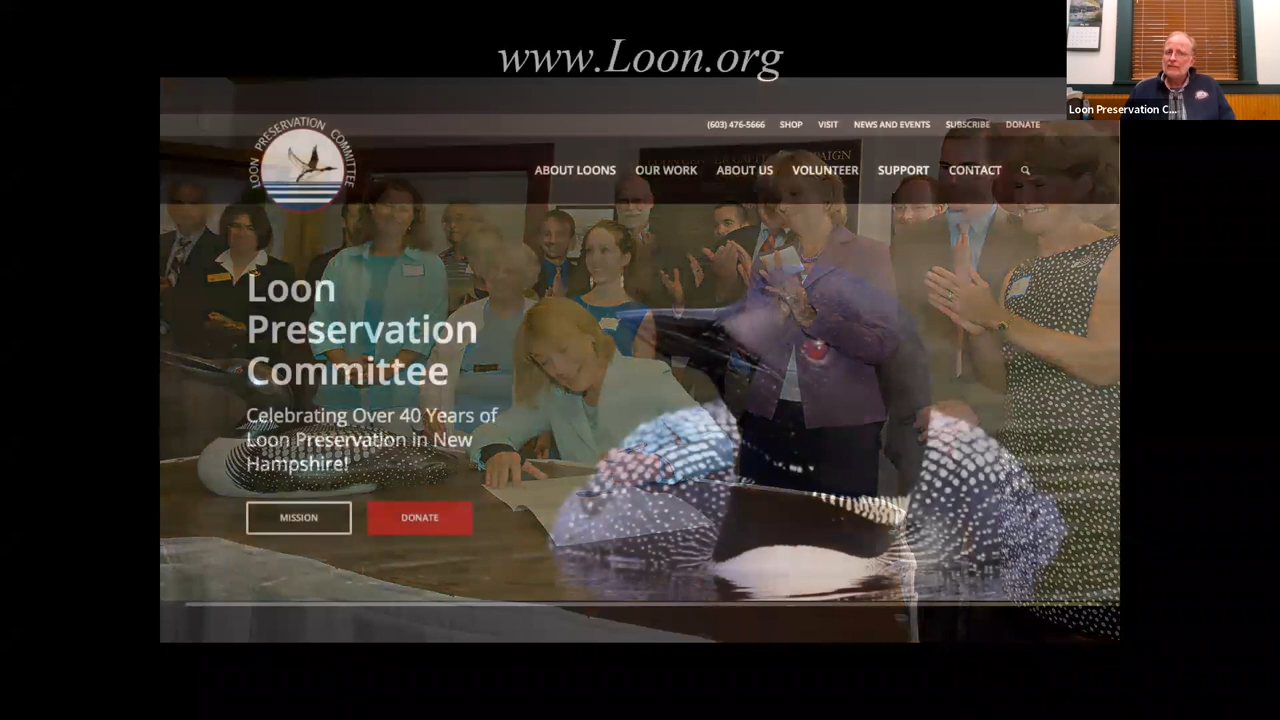 www.Loon.org
Loon Preservation C...
(603) 476-5666 SHOP VISIT NEWS AND EVENTS SUBSCRIBE DONATE
LOON PRESERVATION COMMITTEE
ABOUT LOONS OUR WORK ABOUT US VOLUNTEER SUPPORT CONTACT
Loon
Preservation
Committee
Celebrating Over 40 Years of
Loon Preservation in New
Hampshire!
MISSION DONATE